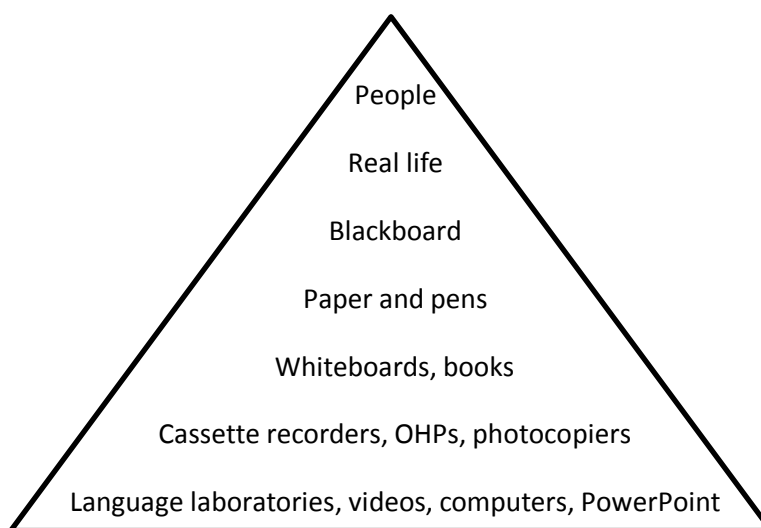 People
Real life
Blackboard
Paper and pens
Whiteboards, books
Cassette recorders, OHPs, photocopiers
Language laboratories, videos, computers, PowerPoint